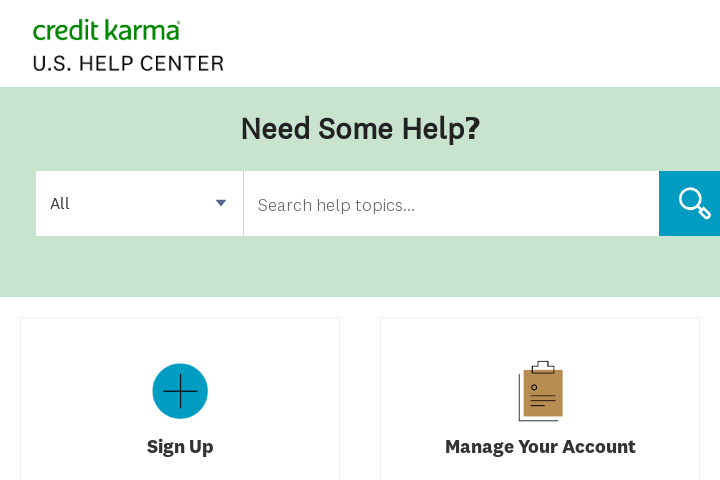 credit karma
U.S. HELP CENTER
Need Some Help?
All
Search help topics...
Sign Up
Manage Your Account